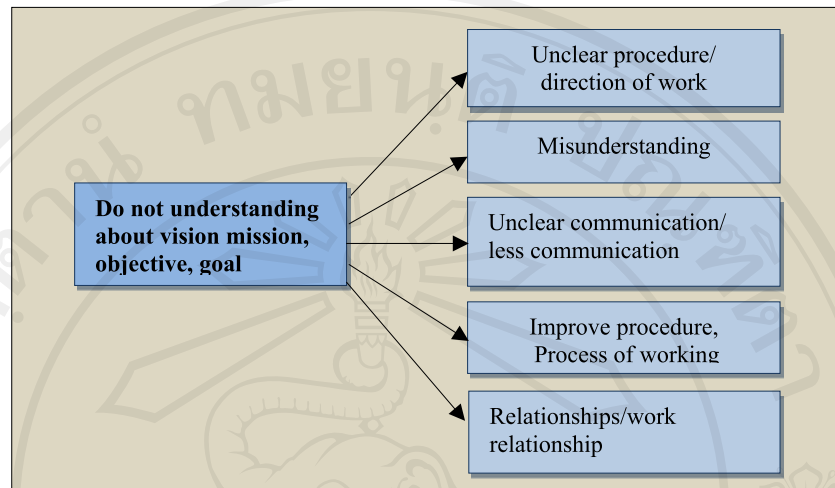 Unclear procedure/
direction of work
Misunderstanding
Do not understanding
about vision mission,
objective, goal
Unclear communication/
less communication
Improve procedure,
Process of working
Relationships/work
relationship